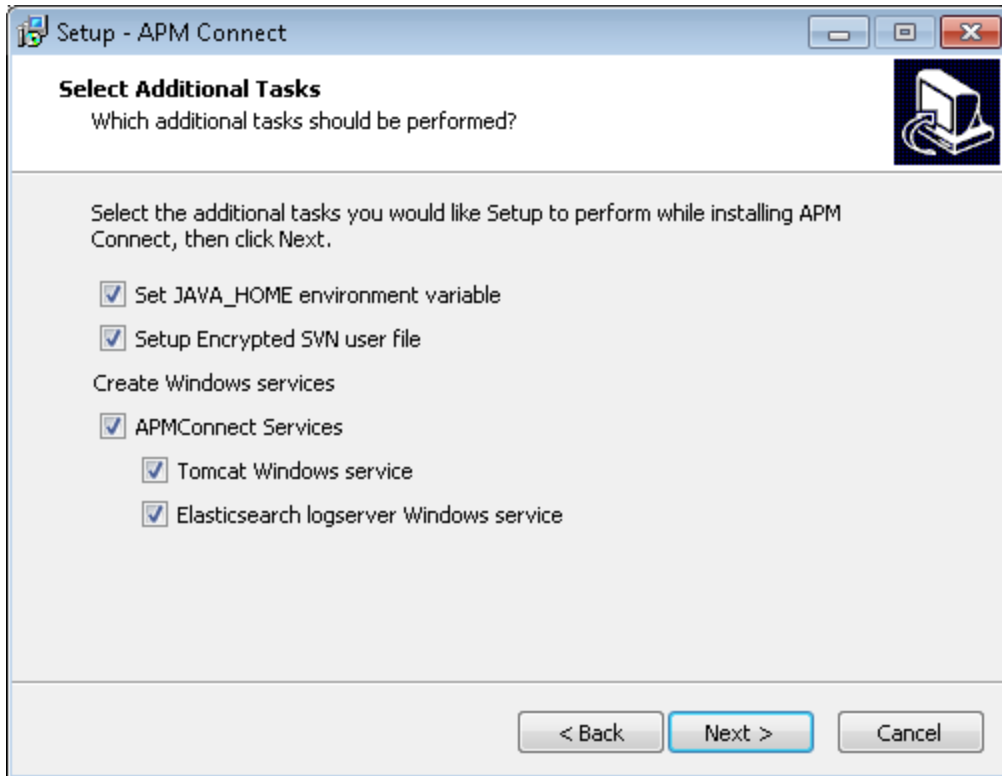 Setup - APM Connect
Select Additional Tasks
Which additional tasks should be performed?
Select the additional tasks you would like Setup to perform while installing APM
Connect, then click Next.
Set JAVA_HOME environment variable
Setup Encrypted SVN user file
Create Windows services
APMConnect Services
Tomcat Windows service
Elasticsearch logserver Windows service
< Back
Next >
Cancel